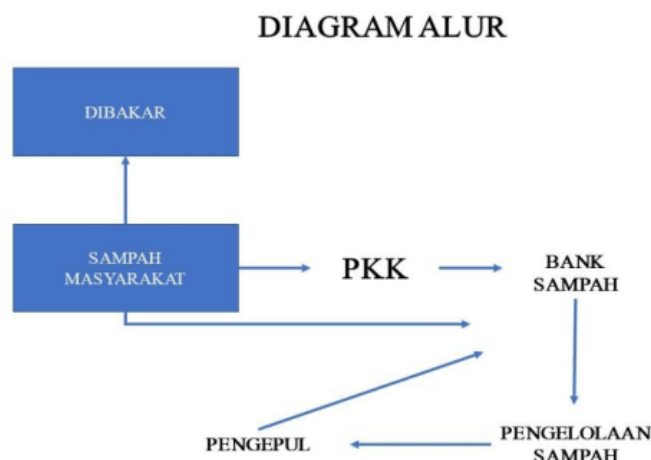 DIAGRAM ALUR
DIBAKAR
SAMPAH
MASYARAKAT
PKK
BANK
SAMPAH
PENGEPUL
PENGELOLAAN
SAMPAH